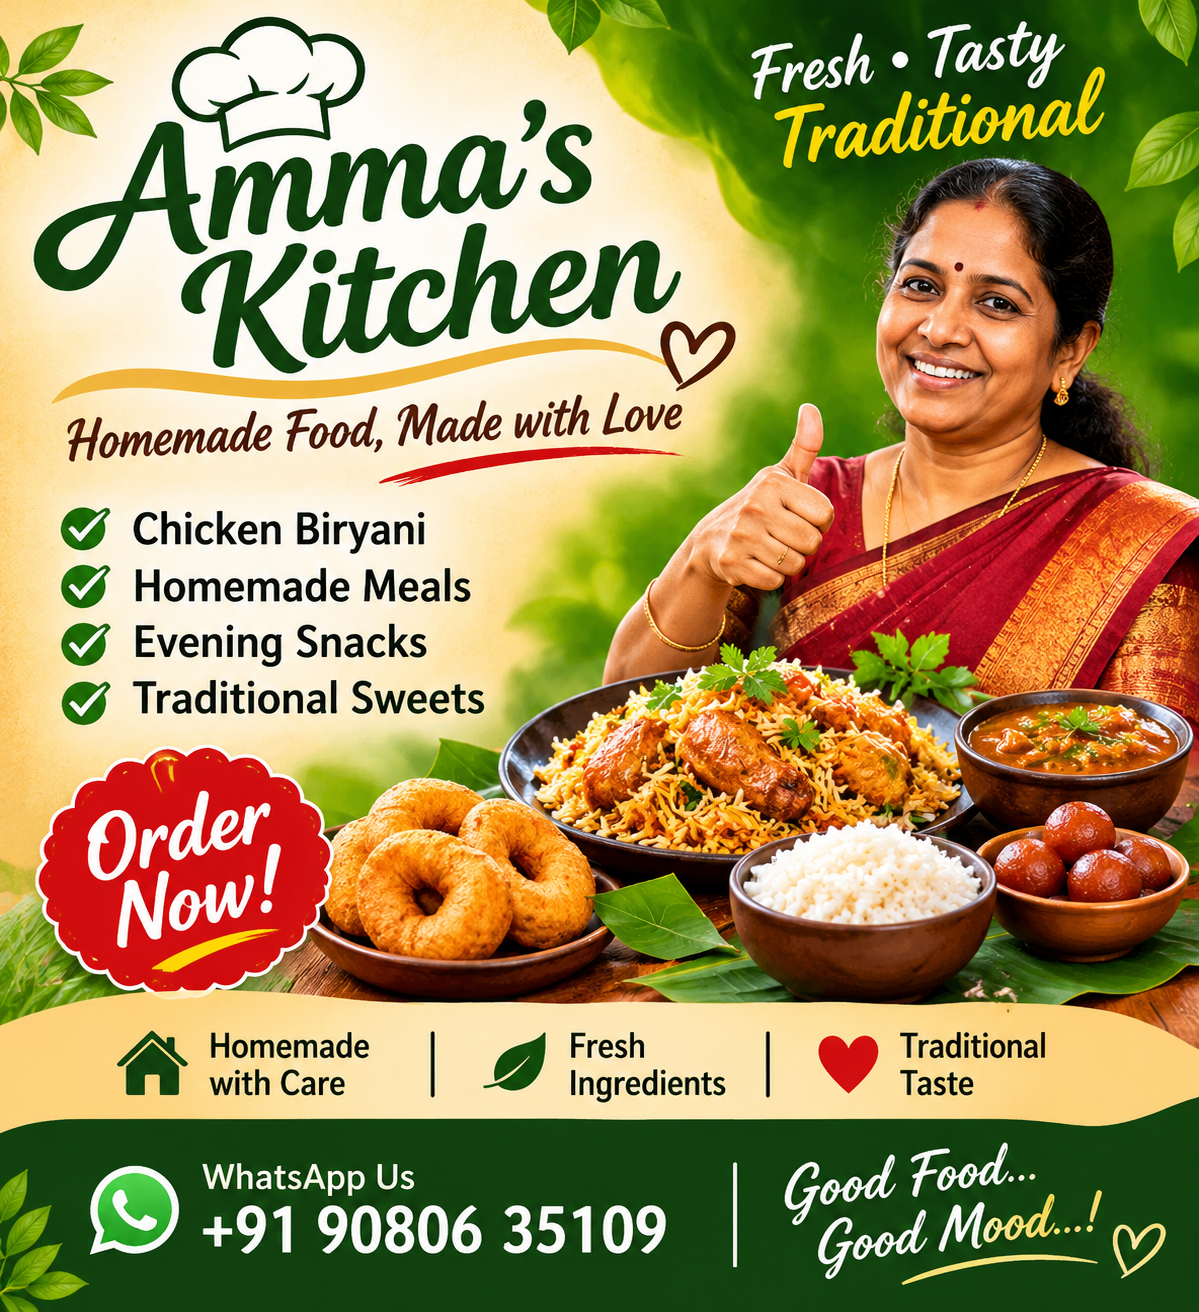 Amma's
Kitchen
Homemade Food, Made with Love
Fresh • Tasty
Traditional
Chicken Biryani
Homemade Meals
Evening Snacks
Traditional Sweets
Order
Now!
Homemade
with Care
Fresh
Ingredients
Traditional
Taste
WhatsApp Us
+91 90806 35109
Good Food...
Good Mood...!